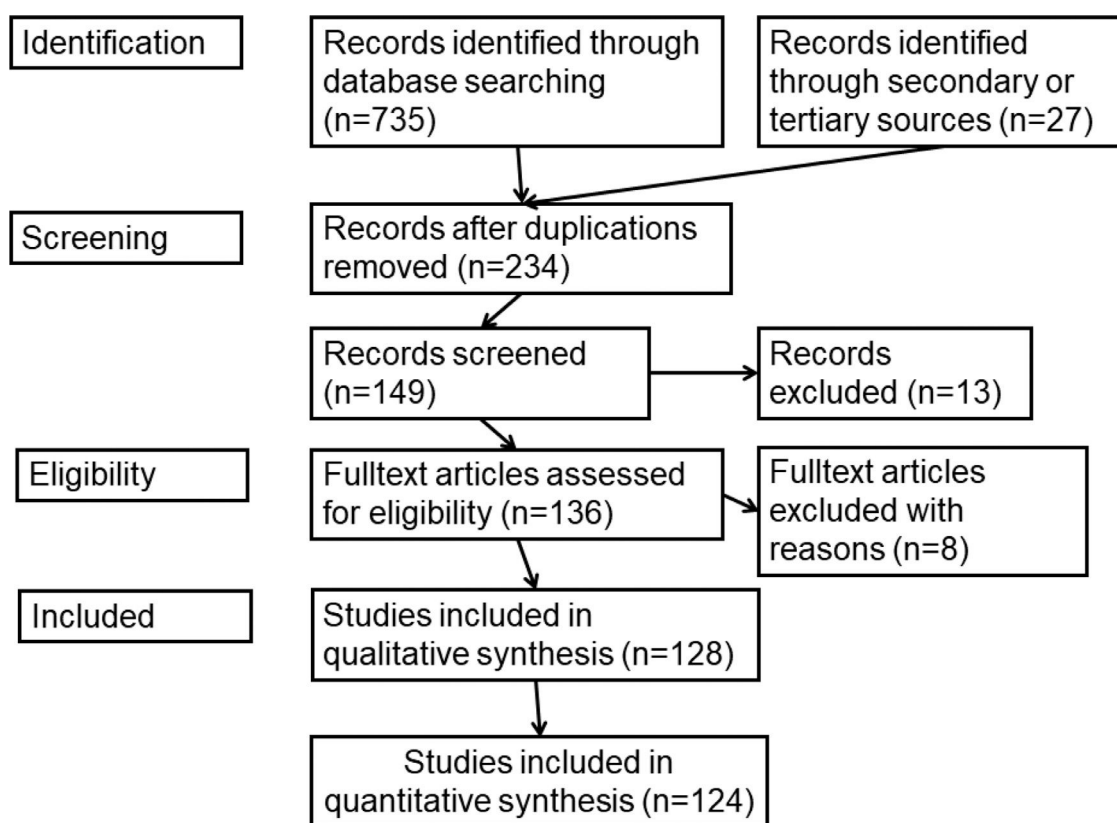 Identification
Records identified through
database searching
(n=735)
Records identified
through secondary or
tertiary sources (n=27)
Screening
Records after duplications
removed (n=234)
Records screened
(n=149)
Records
excluded (n=13)
Eligibility
Fulltext articles assessed
for eligibility (n=136)
Fulltext articles
excluded with
reasons (n=8)
Included
Studies included in
qualitative synthesis (n=128)
Studies included in
quantitative synthesis (n=124)